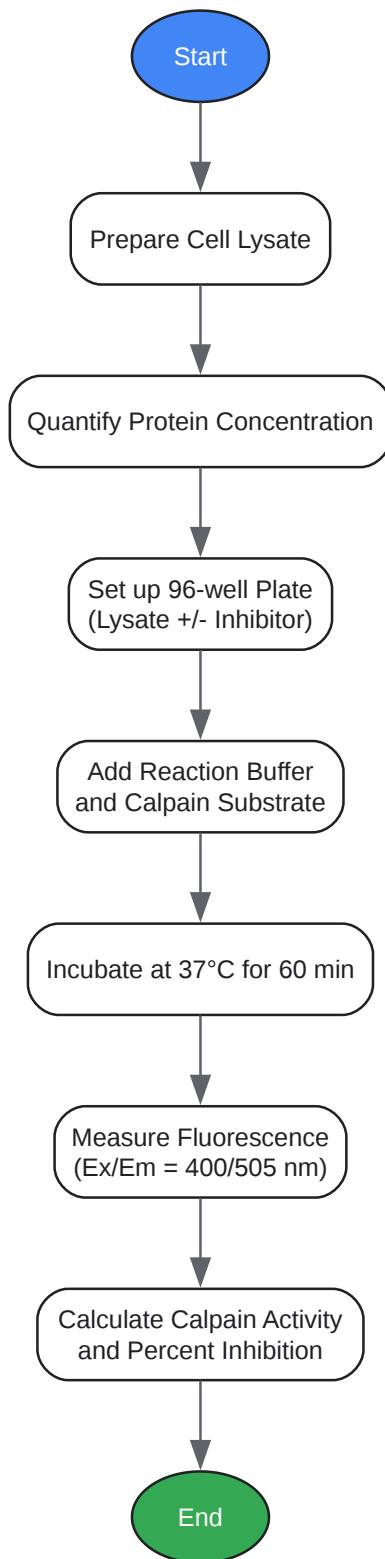 Start
Prepare Cell Lysate
Quantify Protein Concentration
Set up 96-well Plate
(Lysate +/- Inhibitor)
Add Reaction Buffer
and Calpain Substrate
Incubate at 37°C for 60 min
Measure Fluorescence
(Ex/Em = 400/505 nm)
Calculate Calpain Activity
and Percent Inhibition
End